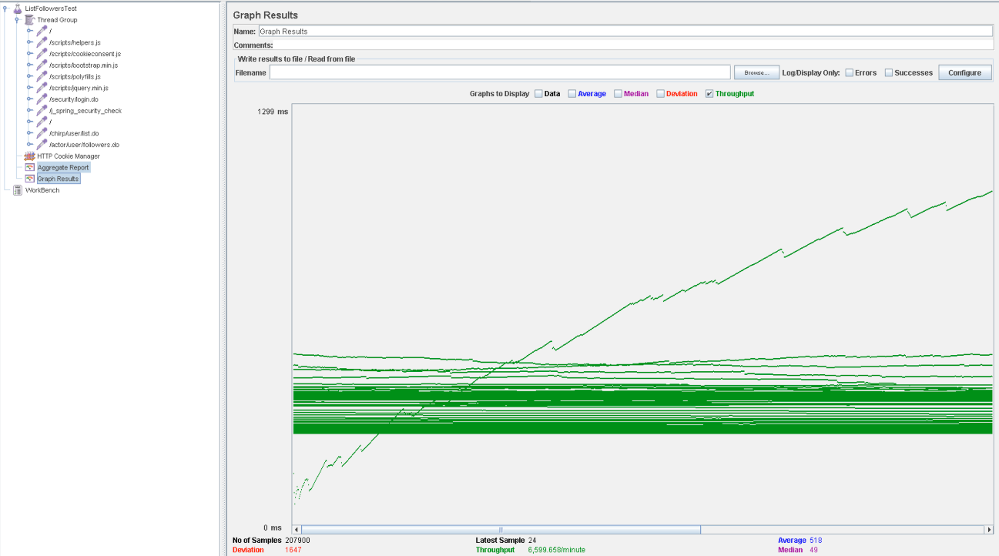 ListFollowersTest
Thread Group
/
/scripts/helpers.js
/scripts/cookieconsent.js
/scripts/bootstrap.min.js
/scripts/polyfills.js
/scripts/jquery.min.js
/security/login.do
/j_spring_security_check
/
/chirp/user/list.do
/actor/user/followers.do
HTTP Cookie Manager
Aggregate Report
Graph Results
WorkBench
Graph Results
Name: Graph Results
Comments:
Write results to file / Read from file
Filename Browse... Log/Display Only: Errors Successes Configure
Graphs to Display Data Average Median Deviation Throughput
1299 ms
0 ms
No of Samples 207900 Latest Sample 24 Average 518
Deviation 1647 Throughput 6,599.658/minute Median 49